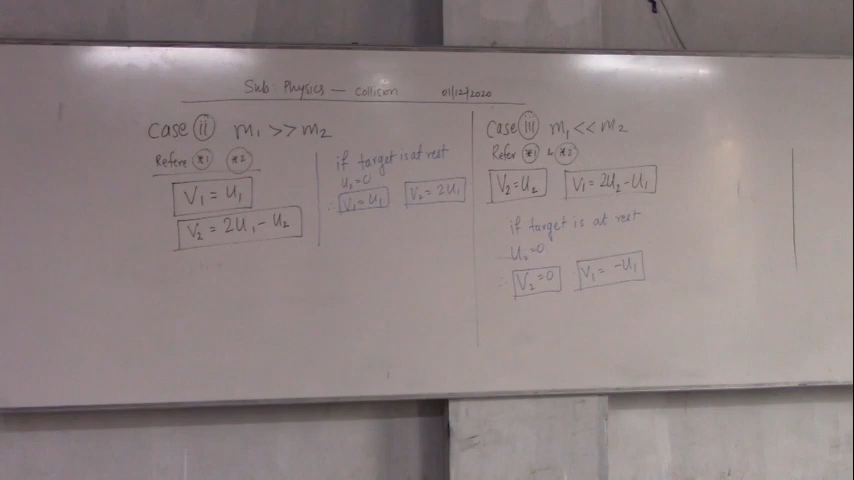 Sub: Physics — Collision 01/12/2020
Case (ii) m₁ >> m₂
Refere (*1) (*2)
V₁ = U₁
V₂ = 2U₁ - U₂
if target is at rest
U₂=0
∴ V₁ = U₁ V₂ = 2U₁
Case (iii) m₁ << m₂
Refer (*1) & (*2)
V₂ = U₂ V₁ = 2U₂ - U₁
if target is at rest
U₂=0
∴ V₂ = 0 V₁ = -U₁